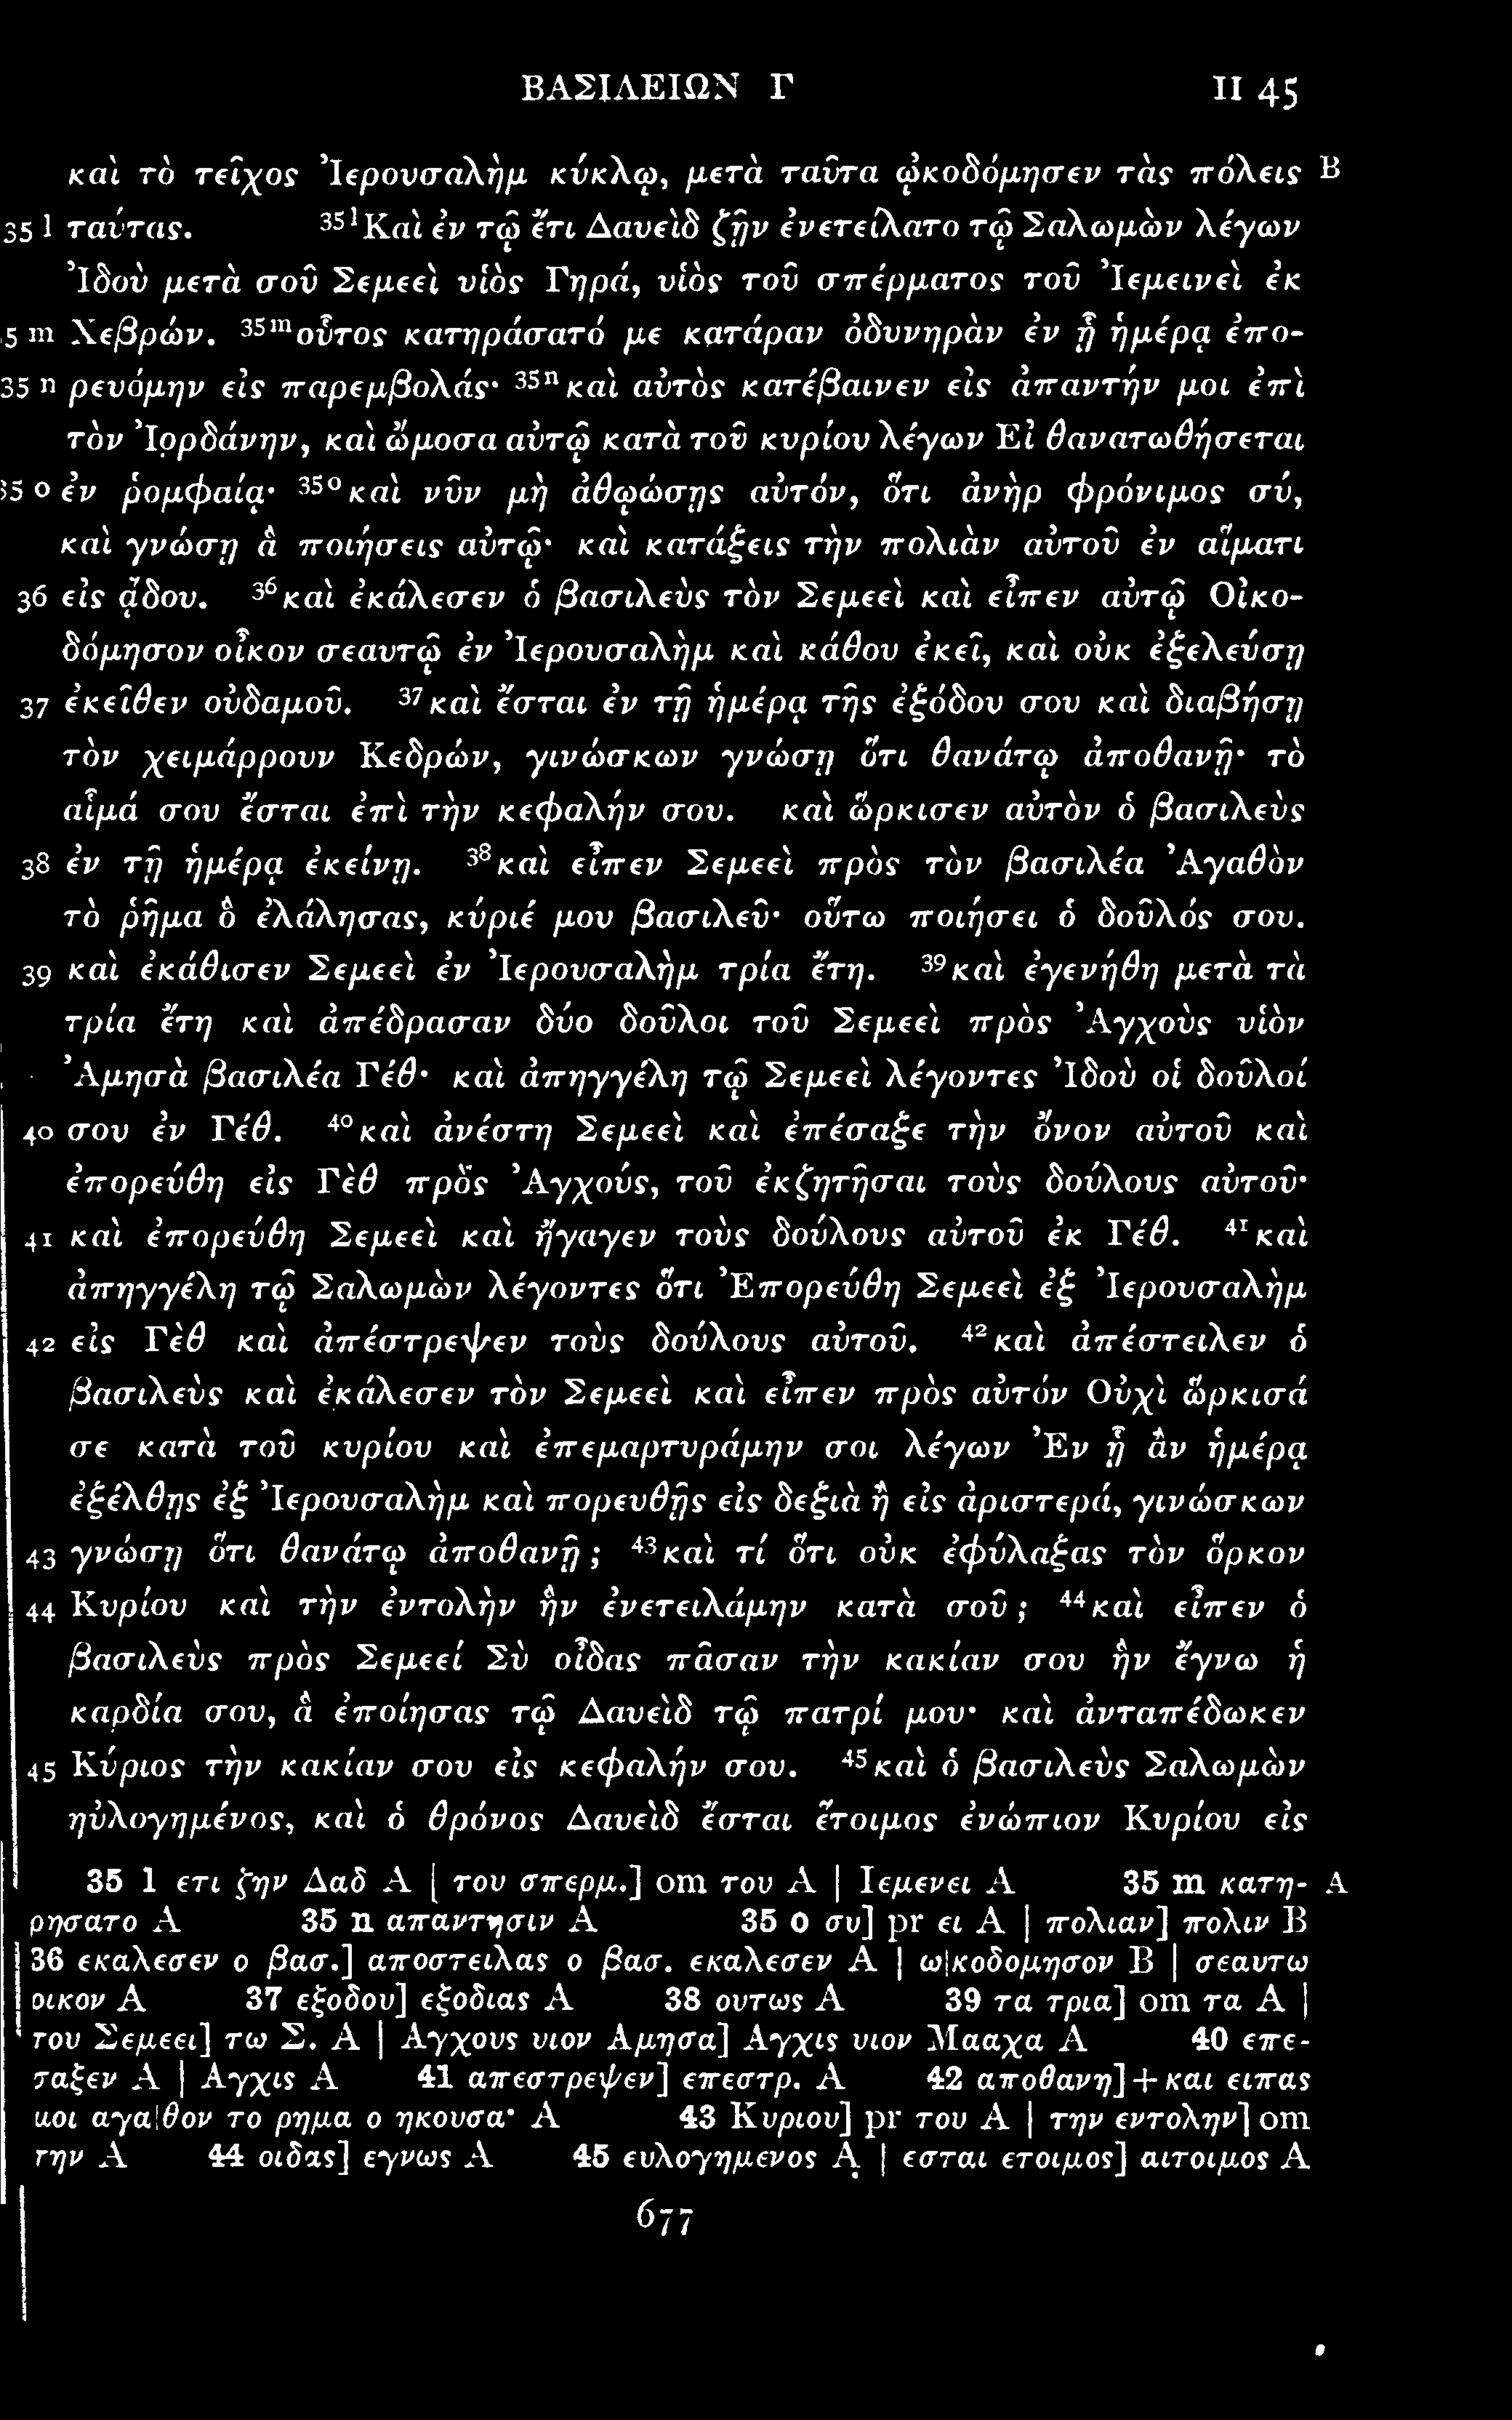 ΒΑΣΙΛΕΙΩΝ Γ II 45
καὶ τὸ τεῖχος Ἰερουσαλὴμ κύκλῳ, μετὰ ταῦτα ᾠκοδόμησεν τὰς πόλεις B
35 l ταύτας. 35lΚαὶ ἐν τῷ ἔτι Δαυεὶδ ζῇν ἐνετείλατο τῷ Σαλωμὼν λέγων
Ἰδοὺ μετὰ σοῦ Σεμεεὶ υἱὸς Γηρά, υἱὸς τοῦ σπέρματος τοῦ Ἰεμεινεὶ ἐκ
5 m Χεβρών. 35mοὗτος κατηράσατό με κατάραν ὀδυνηρὰν ἐν ᾗ ἡμέρᾳ ἐπο-
35 n ρευόμην εἰς παρεμβολάς· 35nκαὶ αὐτὸς κατέβαινεν εἰς ἀπαντήν μοι ἐπὶ
τὸν Ἰορδάνην, καὶ ὤμοσα αὐτῷ κατὰ τοῦ κυρίου λέγων Εἰ θανατωθήσεται
35 o ἐν ῥομφαίᾳ· 35oκαὶ νῦν μὴ ἀθῳώσῃς αὐτόν, ὅτι ἀνὴρ φρόνιμος σύ,
καὶ γνώσῃ ἃ ποιήσεις αὐτῷ· καὶ κατάξεις τὴν πολιὰν αὐτοῦ ἐν αἵματι
36 εἰς ᾅδου. 36καὶ ἐκάλεσεν ὁ βασιλεὺς τὸν Σεμεεὶ καὶ εἶπεν αὐτῷ Οἰκο-
δόμησον οἶκον σεαυτῷ ἐν Ἰερουσαλὴμ καὶ κάθου ἐκεῖ, καὶ οὐκ ἐξελεύσῃ
37 ἐκεῖθεν οὐδαμοῦ. 37καὶ ἔσται ἐν τῇ ἡμέρᾳ τῆς ἐξόδου σου καὶ διαβήσῃ
τὸν χειμάρρουν Κεδρών, γινώσκων γνώσῃ ὅτι θανάτῳ ἀποθανῇ· τὸ
αἷμά σου ἔσται ἐπὶ τὴν κεφαλήν σου. καὶ ὥρκισεν αὐτὸν ὁ βασιλεὺς
38 ἐν τῇ ἡμέρᾳ ἐκείνῃ. 38καὶ εἶπεν Σεμεεὶ πρὸς τὸν βασιλέα Ἀγαθὸν
τὸ ῥῆμα ὃ ἐλάλησας, κύριέ μου βασιλεῦ· οὕτω ποιήσει ὁ δοῦλός σου.
39 καὶ ἐκάθισεν Σεμεεὶ ἐν Ἰερουσαλὴμ τρία ἔτη. 39καὶ ἐγενήθη μετὰ τὰ
τρία ἔτη καὶ ἀπέδρασαν δύο δοῦλοι τοῦ Σεμεεὶ πρὸς Ἀγχοὺς υἱὸν
Ἀμησὰ βασιλέα Γέθ· καὶ ἀπηγγέλη τῷ Σεμεεὶ λέγοντες Ἰδοὺ οἱ δοῦλοί
40 σου ἐν Γέθ. 40καὶ ἀνέστη Σεμεεὶ καὶ ἐπέσαξε τὴν ὄνον αὐτοῦ καὶ
ἐπορεύθη εἰς Γὲθ πρὸς Ἀγχούς, τοῦ ἐκζητῆσαι τοὺς δούλους αὐτοῦ·
41 καὶ ἐπορεύθη Σεμεεὶ καὶ ἤγαγεν τοὺς δούλους αὐτοῦ ἐκ Γέθ. 41καὶ
ἀπηγγέλη τῷ Σαλωμὼν λέγοντες ὅτι Ἐπορεύθη Σεμεεὶ ἐξ Ἰερουσαλὴμ
42 εἰς Γὲθ καὶ ἀπέστρεψεν τοὺς δούλους αὐτοῦ. 42καὶ ἀπέστειλεν ὁ
βασιλεὺς καὶ ἐκάλεσεν τὸν Σεμεεὶ καὶ εἶπεν πρὸς αὐτόν Οὐχὶ ὥρκισά
σε κατὰ τοῦ κυρίου καὶ ἐπεμαρτυράμην σοι λέγων Ἐν ᾗ ἂν ἡμέρᾳ
ἐξέλθῃς ἐξ Ἰερουσαλὴμ καὶ πορευθῇς εἰς δεξιὰ ἢ εἰς ἀριστερά, γινώσκων
43 γνώσῃ ὅτι θανάτῳ ἀποθανῇ; 43καὶ τί ὅτι οὐκ ἐφύλαξας τὸν ὅρκον
44 Κυρίου καὶ τὴν ἐντολὴν ἣν ἐνετειλάμην κατὰ σοῦ; 44καὶ εἶπεν ὁ
βασιλεὺς πρὸς Σεμεεί Σὺ οἶδας πᾶσαν τὴν κακίαν σου ἣν ἔγνω ἡ
καρδία σου, ἃ ἐποίησας τῷ Δαυεὶδ τῷ πατρί μου· καὶ ἀνταπέδωκεν
45 Κύριος τὴν κακίαν σου εἰς κεφαλήν σου. 45καὶ ὁ βασιλεὺς Σαλωμὼν
ηὐλογημένος, καὶ ὁ θρόνος Δαυεὶδ ἔσται ἕτοιμος ἐνώπιον Κυρίου εἰς
35 l ετι ζην Δαδ A | του σπερμ.] om του A | Ιεμενει A 35 m κατη- A
ρησατο A 35 n απαντησιν A 35 o συ] pr ει A | πολιαν] πολιν B
36 εκαλεσεν ο βασ.] αποστειλας ο βασ. εκαλεσεν A | ω|κοδομησον B | σεαυτω
οικον A 37 εξοδου] εξοδιας A 38 ουτως A 39 τα τρια] om τα A |
του Σεμεει] τω Σ. A | Αγχους υιον Αμησα] Αγχις υιον Μααχα A 40 επε-
σαξεν A | Αγχις A 41 απεστρεψεν] επεστρ. A 42 αποθανη]+και ειπας
μοι αγα|θον το ρημα ο ηκουσα· A 43 Κυριου] pr του A | την εντολην] om
την A 44 οιδας] εγνως A 45 ευλογημενος A | εσται ετοιμος] αιτοιμος A
677